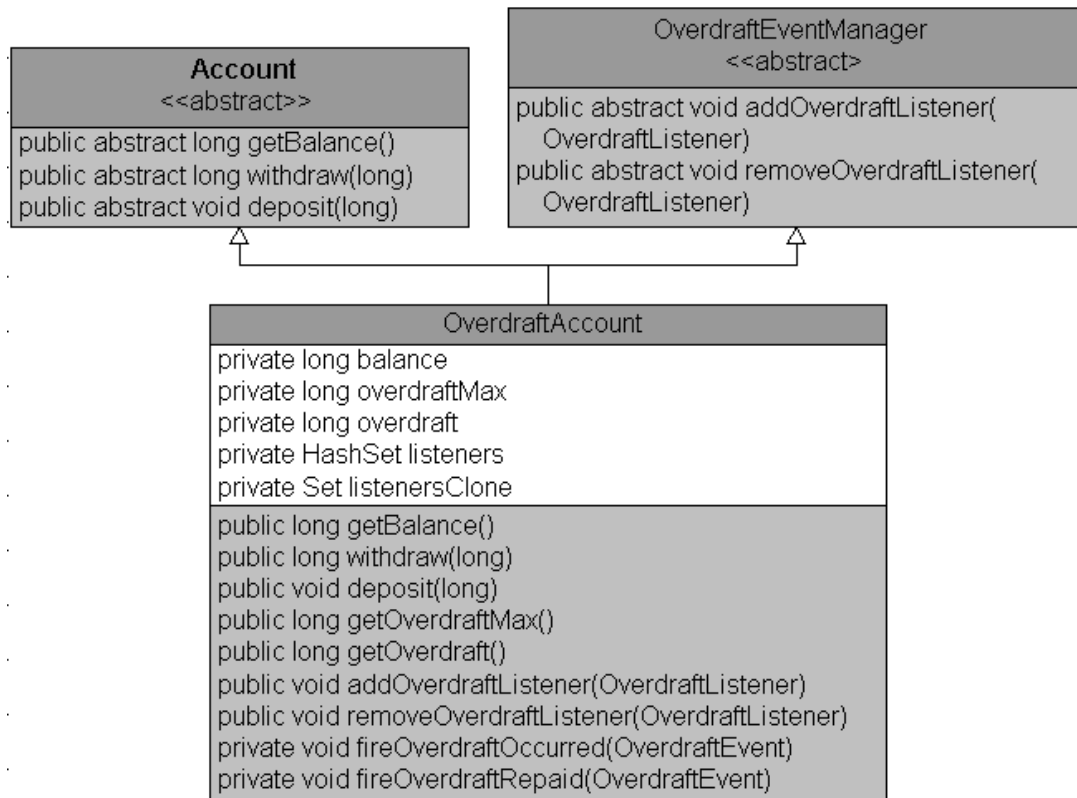 Account
<<abstract>>
public abstract long getBalance()
public abstract long withdraw(long)
public abstract void deposit(long)
OverdraftEventManager
<<abstract>
public abstract void addOverdraftListener(
OverdraftListener)
public abstract void removeOverdraftListener(
OverdraftListener)
OverdraftAccount
private long balance
private long overdraftMax
private long overdraft
private HashSet listeners
private Set listenersClone
public long getBalance()
public long withdraw(long)
public void deposit(long)
public long getOverdraftMax()
public long getOverdraft()
public void addOverdraftListener(OverdraftListener)
public void removeOverdraftListener(OverdraftListener)
private void fireOverdraftOccurred(OverdraftEvent)
private void fireOverdraftRepaid(OverdraftEvent)